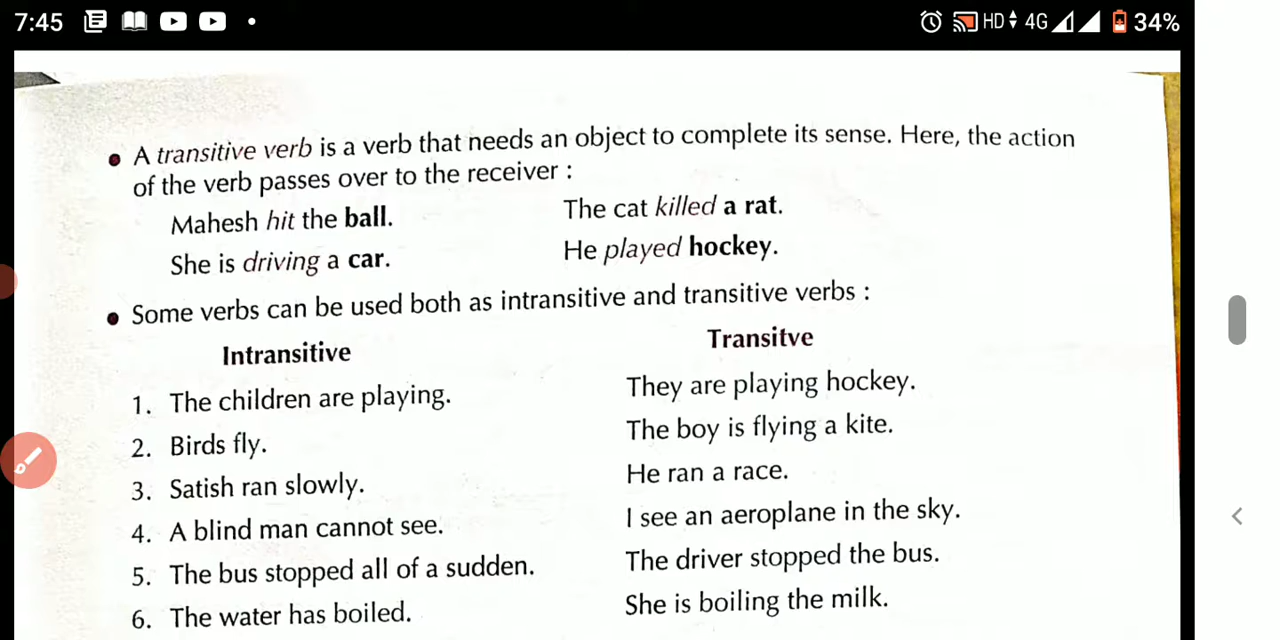 7:45 HD 4G 34%
• A transitive verb is a verb that needs an object to complete its sense. Here, the action
of the verb passes over to the receiver :
Mahesh hit the ball. The cat killed a rat.
She is driving a car. He played hockey.
• Some verbs can be used both as intransitive and transitive verbs :
Intransitive Transitve
1. The children are playing. They are playing hockey.
2. Birds fly. The boy is flying a kite.
3. Satish ran slowly. He ran a race.
4. A blind man cannot see. I see an aeroplane in the sky.
5. The bus stopped all of a sudden. The driver stopped the bus.
6. The water has boiled. She is boiling the milk.